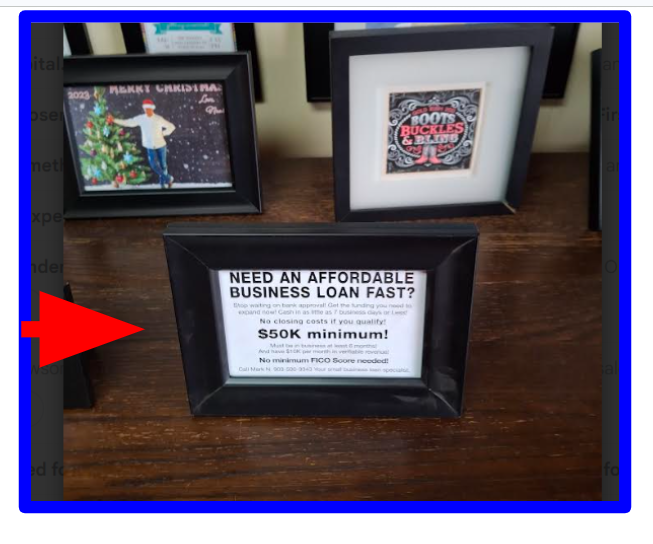 2023 MERRY CHRISTMAS
Love
BOOTS
BUCKLES
& BLING
NEED AN AFFORDABLE
BUSINESS LOAN FAST?
Stop waiting on bank approval! Get the funding you need to
expand now! Cash in as little as 7 business days or Less!
No closing costs if you qualify!
$50K minimum!
Must be in business at least 6 months!
And have $10K per month in verifiable revenue!
No minimum FICO Score needed!
Call Mark N. Your small business loan specialist.